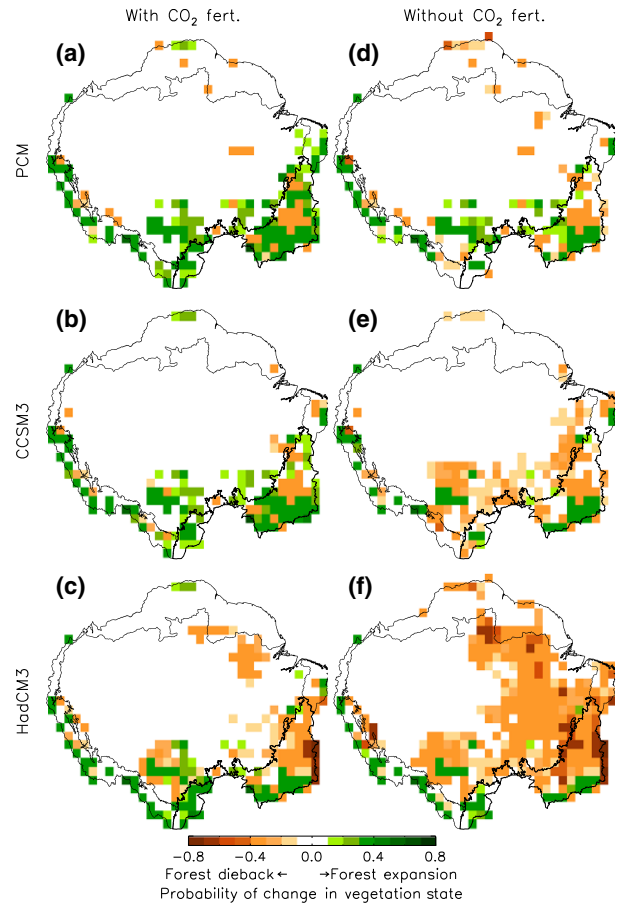 With CO₂ fert.
Without CO₂ fert.
(a)
(d)
PCM
(b)
(e)
CCSM3
(c)
(f)
HadCM3
−0.8 −0.4 0.0 0.4 0.8
Forest dieback← →Forest expansion
Probability of change in vegetation state